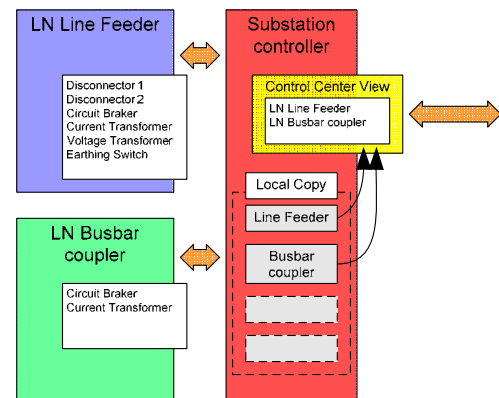 LN Line Feeder
Disconnector 1
Disconnector 2
Circuit Braker
Current Transformer
Voltage Transformer
Earthing Switch
LN Busbar
coupler
Circuit Braker
Current Transformer
Substation
controller
Control Center View
LN Line Feeder
LN Busbar coupler
Local Copy
Line Feeder
Busbar
coupler